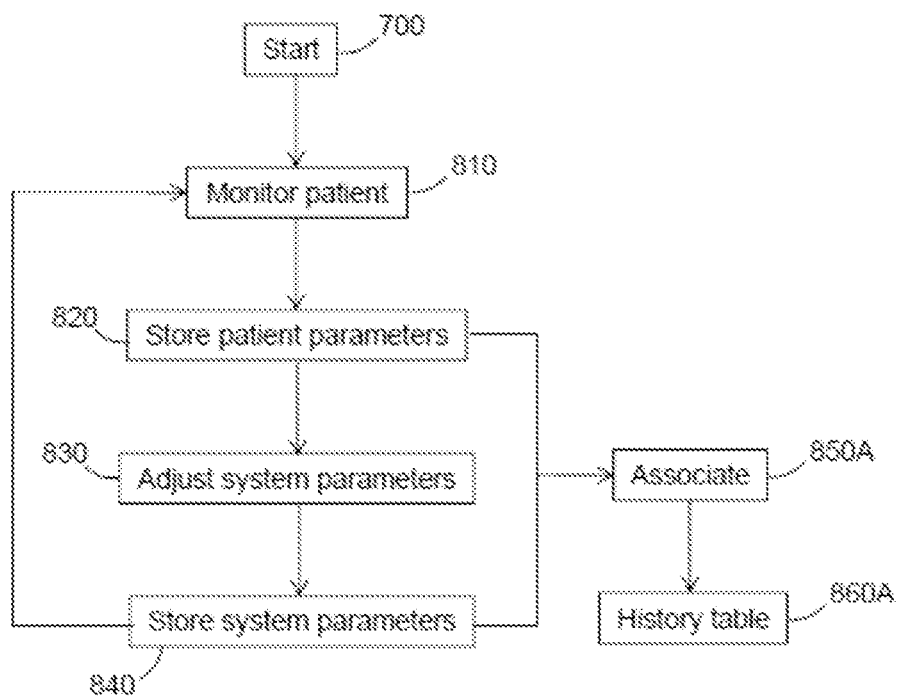 Start
700
Monitor patient
810
820
Store patient parameters
830
Adjust system parameters
Associate
850A
Store system parameters
840
History table
860A